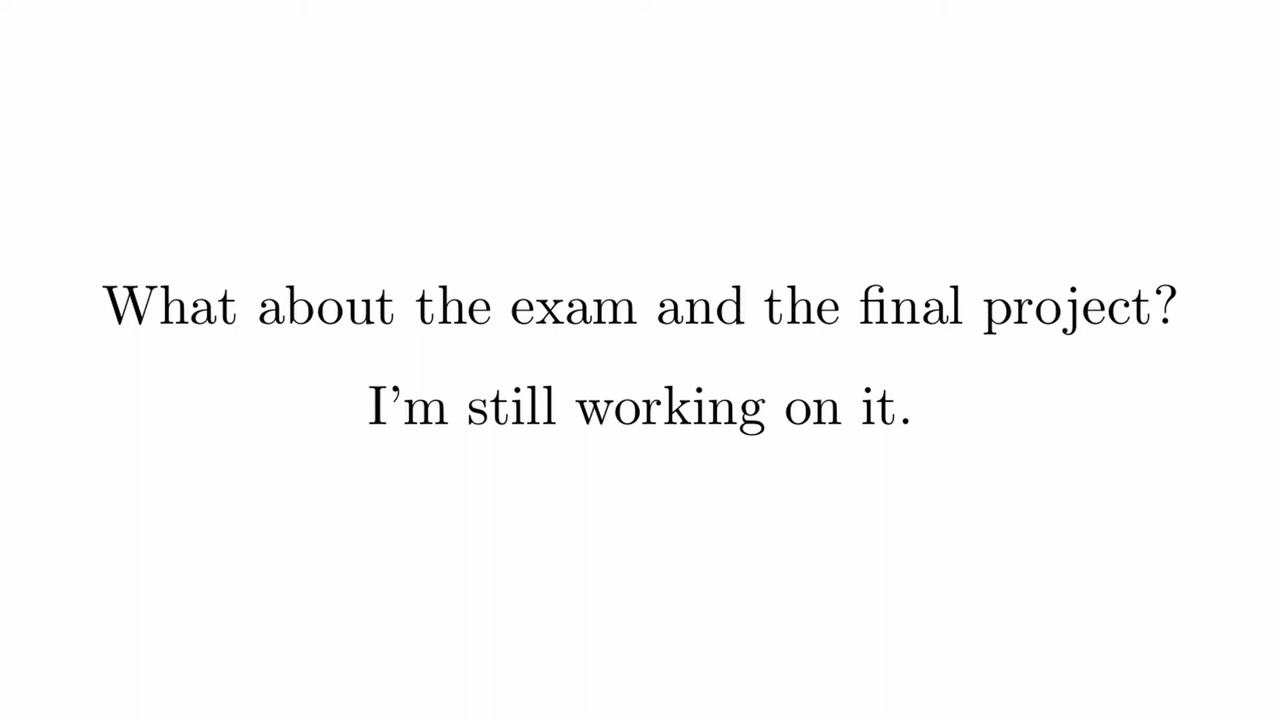 What about the exam and the final project?
I'm still working on it.